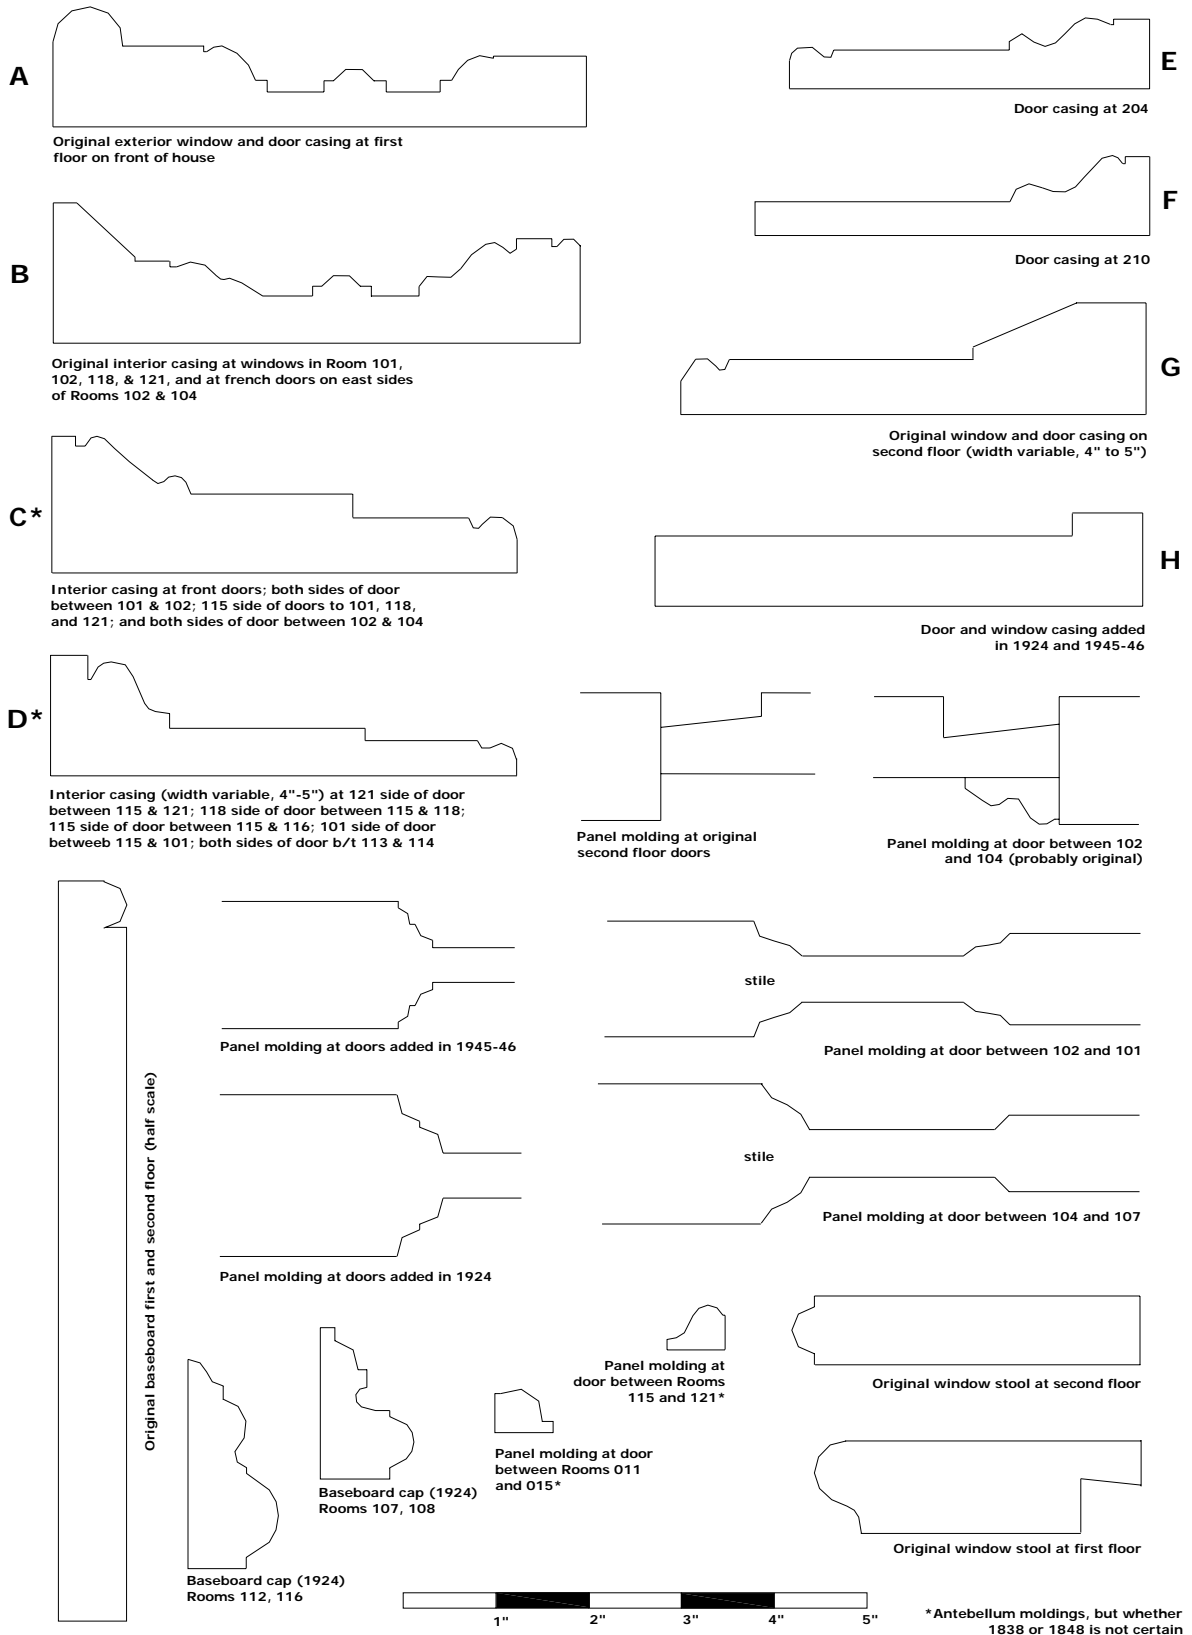 A
Original exterior window and door casing at first
floor on front of house
E
Door casing at 204
B
Original interior casing at windows in Room 101,
102, 118, & 121, and at french doors on east sides
of Rooms 102 & 104
F
Door casing at 210
G
Original window and door casing on
second floor (width variable, 4" to 5")
C*
Interior casing at front doors; both sides of door
between 101 & 102; 115 side of doors to 101, 118,
and 121; and both sides of door between 102 & 104
H
Door and window casing added
in 1924 and 1945-46
D*
Interior casing (width variable, 4"-5") at 121 side of door
between 115 & 121; 118 side of door between 115 & 118;
115 side of door between 115 & 116; 101 side of door
betweeb 115 & 101; both sides of door b/t 113 & 114
Panel molding at original
second floor doors
Panel molding at door between 102
and 104 (probably original)
Original baseboard first and second floor (half scale)
Panel molding at doors added in 1945-46
stile
Panel molding at door between 102 and 101
Panel molding at doors added in 1924
stile
Panel molding at door between 104 and 107
Baseboard cap (1924)
Rooms 112, 116
Baseboard cap (1924)
Rooms 107, 108
Panel molding at door
between Rooms 011
and 015*
Panel molding at
door between Rooms
115 and 121*
Original window stool at second floor
Original window stool at first floor
1" 2" 3" 4" 5"
*Antebellum moldings, but whether
1838 or 1848 is not certain